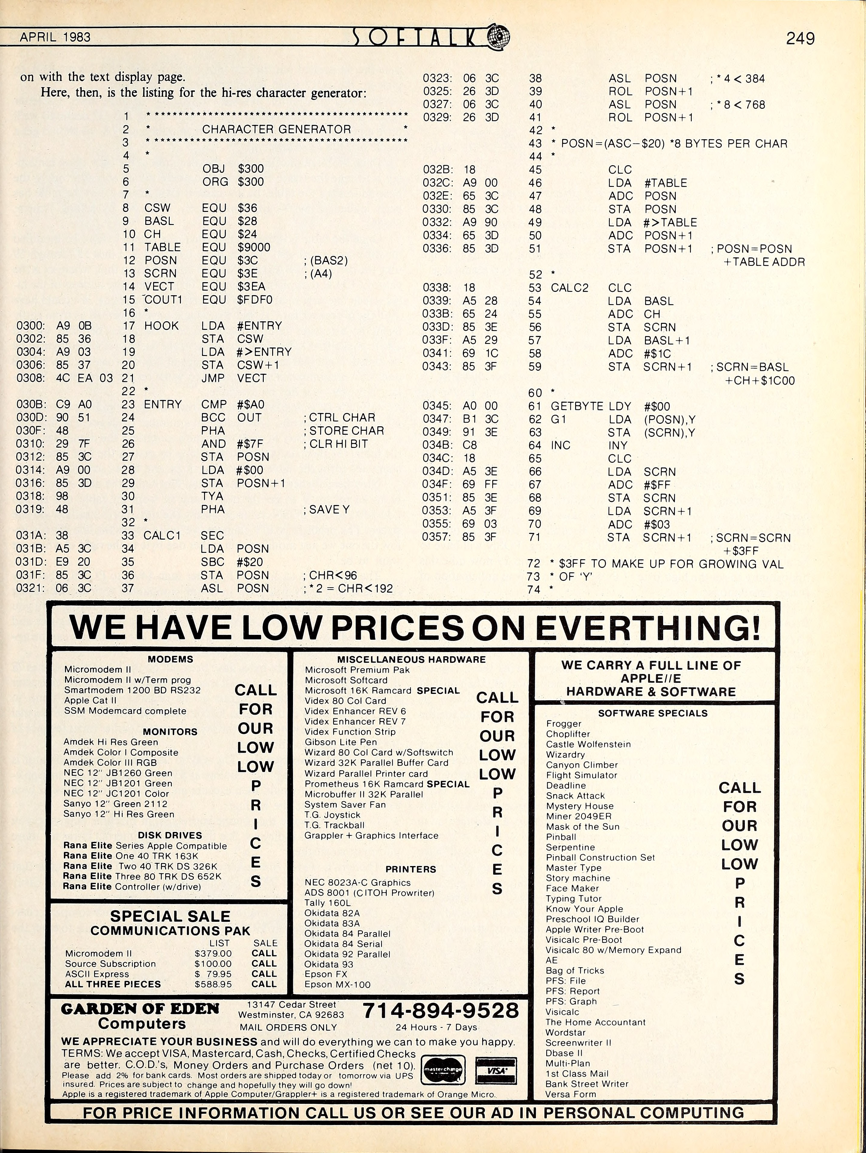 APRIL 1983
SOFTALK
249
on with the text display page.
Here, then, is the listing for the hi-res character generator:
1 * * * * * * * * * * * * * * * * * * * * * * * * * * * * * * * * * * * * * * *
2 * CHARACTER GENERATOR *
3 * * * * * * * * * * * * * * * * * * * * * * * * * * * * * * * * * * * * * * *
4 *
5 OBJ $300
6 ORG $300
7 *
8 CSW EQU $36
9 BASL EQU $28
10 CH EQU $24
11 TABLE EQU $9000
12 POSN EQU $3C ; (BAS2)
13 SCRN EQU $3E ; (A4)
14 VECT EQU $3EA
15 COUT1 EQU $FDF0
16 *
0300: A9 0B 17 HOOK LDA #ENTRY
0302: 85 36 18 STA CSW
0304: A9 03 19 LDA #>ENTRY
0306: 85 37 20 STA CSW+1
0308: 4C EA 03 21 JMP VECT
22 *
030B: C9 A0 23 ENTRY CMP #$A0
030D: 90 51 24 BCC OUT ; CTRL CHAR
030F: 48 25 PHA ; STORE CHAR
0310: 29 7F 26 AND #$7F ; CLR HI BIT
0312: 85 3C 27 STA POSN
0314: A9 00 28 LDA #$00
0316: 85 3D 29 STA POSN+1
0318: 98 30 TYA
0319: 48 31 PHA ; SAVE Y
32 *
031A: 38 33 CALC1 SEC
031B: A5 3C 34 LDA POSN
031D: E9 20 35 SBC #$20
031F: 85 3C 36 STA POSN ; CHR<96
0321: 06 3C 37 ASL POSN ; *2 = CHR<192
0323: 06 3C 38 ASL POSN ; *4<384
0325: 26 3D 39 ROL POSN+1
0327: 06 3C 40 ASL POSN ; *8<768
0329: 26 3D 41 ROL POSN+1
42 *
43 * POSN=(ASC-$20) *8 BYTES PER CHAR
44 *
032B: 18 45 CLC
032C: A9 00 46 LDA #TABLE
032E: 65 3C 47 ADC POSN
0330: 85 3C 48 STA POSN
0332: A9 90 49 LDA #>TABLE
0334: 65 3D 50 ADC POSN+1
0336: 85 3D 51 STA POSN+1 ; POSN=POSN
+TABLE ADDR
52 *
0338: 18 53 CALC2 CLC
0339: A5 28 54 LDA BASL
033B: 65 24 55 ADC CH
033D: 85 3E 56 STA SCRN
033F: A5 29 57 LDA BASL+1
0341: 69 1C 58 ADC #$1C
0343: 85 3F 59 STA SCRN+1 ; SCRN=BASL
+CH+$1C00
60 *
0345: A0 00 61 GETBYTE LDY #$00
0347: B1 3C 62 G1 LDA (POSN),Y
0349: 91 3E 63 STA (SCRN),Y
034B: C8 64 INC INY
034C: 18 65 CLC
034D: A5 3E 66 LDA SCRN
034F: 69 FF 67 ADC #$FF
0351: 85 3E 68 STA SCRN
0353: A5 3F 69 LDA SCRN+1
0355: 69 03 70 ADC #$03
0357: 85 3F 71 STA SCRN+1 ; SCRN=SCRN
+$3FF
72 * $3FF TO MAKE UP FOR GROWING VAL
73 * OF 'Y'
74 *
WE HAVE LOW PRICES ON EVERTHING!
MODEMS
Micromodem II
Micromodem II w/Term prog
Smartmodem 1200 BD RS232
Apple Cat II
SSM Modemcard complete
MONITORS
Amdek Hi Res Green
Amdek Color I Composite
Amdek Color III RGB
NEC 12" JB1260 Green
NEC 12" JB1201 Green
NEC 12" JC1201 Color
Sanyo 12" Green 2112
Sanyo 12" Hi Res Green
DISK DRIVES
Rana Elite Series Apple Compatible
Rana Elite One 40 TRK 163K
Rana Elite Two 40 TRK DS 326K
Rana Elite Three 80 TRK DS 652K
Rana Elite Controller (w/drive)
CALL
FOR
OUR
LOW
LOW
P
R
I
C
E
S
SPECIAL SALE
COMMUNICATIONS PAK
LIST SALE
Micromodem II $379.00 CALL
Source Subscription $100.00 CALL
ASCII Express $ 79.95 CALL
ALL THREE PIECES $588.95 CALL
MISCELLANEOUS HARDWARE
Microsoft Premium Pak
Microsoft Softcard
Microsoft 16K Ramcard SPECIAL
Videx 80 Col Card
Videx Enhancer REV 6
Videx Enhancer REV 7
Videx Function Strip
Gibson Lite Pen
Wizard 80 Col Card w/Softswitch
Wizard 32K Parallel Buffer Card
Wizard Parallel Printer card
Prometheus 16K Ramcard SPECIAL
Microbuffer II 32K Parallel
System Saver Fan
T.G. Joystick
T.G. Trackball
Grappler + Graphics Interface
PRINTERS
NEC 8023A-C Graphics
ADS 8001 (CITOH Prowriter)
Tally 160L
Okidata 82A
Okidata 83A
Okidata 84 Parallel
Okidata 84 Serial
Okidata 92 Parallel
Okidata 93
Epson FX
Epson MX-100
CALL
FOR
OUR
LOW
LOW
P
R
I
C
E
S
WE CARRY A FULL LINE OF
APPLE//E
HARDWARE & SOFTWARE
SOFTWARE SPECIALS
Frogger
Choplifter
Castle Wolfenstein
Wizardry
Canyon Climber
Flight Simulator
Deadline
Snack Attack
Mystery House
Miner 2049ER
Mask of the Sun
Pinball
Serpentine
Pinball Construction Set
Master Type
Story machine
Face Maker
Typing Tutor
Know Your Apple
Preschool IQ Builder
Apple Writer Pre-Boot
Visicalc Pre-Boot
Visicalc 80 w/Memory Expand
AE
Bag of Tricks
PFS: File
PFS: Report
PFS: Graph
Visicalc
The Home Accountant
Wordstar
Screenwriter II
Dbase II
Multi-Plan
1st Class Mail
Bank Street Writer
Versa Form
CALL
FOR
OUR
LOW
LOW
P
R
I
C
E
S
GARDEN OF EDEN
Computers
13147 Cedar Street
Westminster, CA 92683
MAIL ORDERS ONLY
714-894-9528
24 Hours - 7 Days
WE APPRECIATE YOUR BUSINESS and will do everything we can to make you happy.
TERMS: We accept VISA, Mastercard, Cash, Checks, Certified Checks
are better. C.O.D.'s, Money Orders and Purchase Orders (net 10).
Please add 2% for bank cards. Most orders are shipped today or tomorrow via UPS
insured. Prices are subject to change and hopefully they will go down!
Apple is a registered trademark of Apple Computer/Grappler+ is a registered trademark of Orange Micro.
master charge
VISA
FOR PRICE INFORMATION CALL US OR SEE OUR AD IN PERSONAL COMPUTING